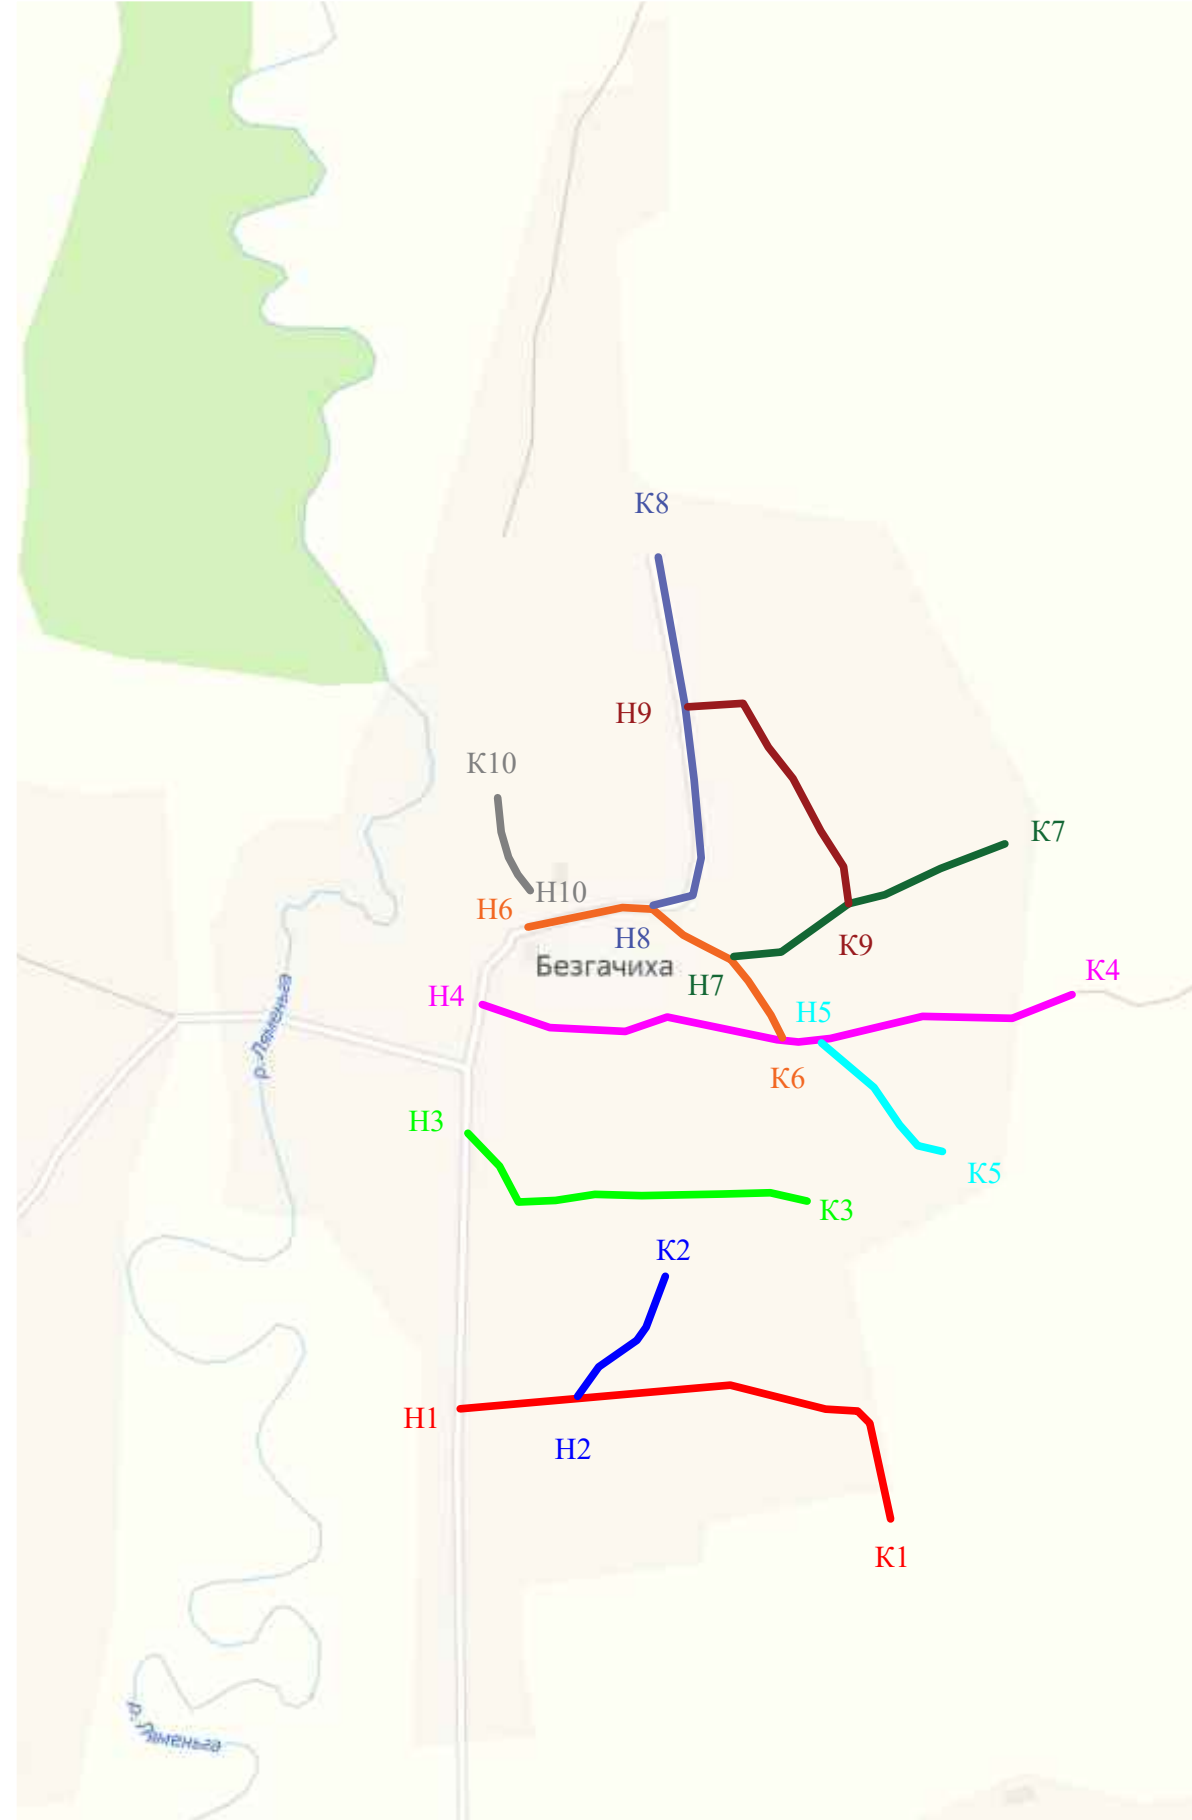 К8
Н9
К10
К7
Н10
Н6
Н8
К9
Безгачиха
Н7
К4
Н4
Н5
р. Ляменьга
К6
Н3
К5
К3
К2
Н1
Н2
К1
р. Ляменьга